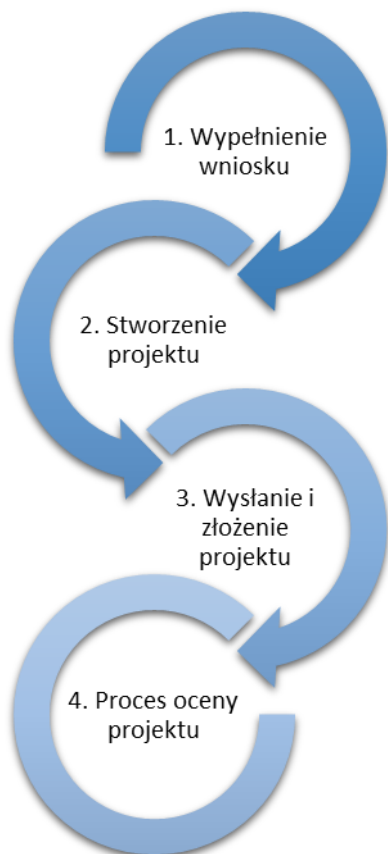 1. Wypełnienie
wniosku
2. Stworzenie
projektu
3. Wysłanie i
złożenie
projektu
4. Proces oceny
projektu